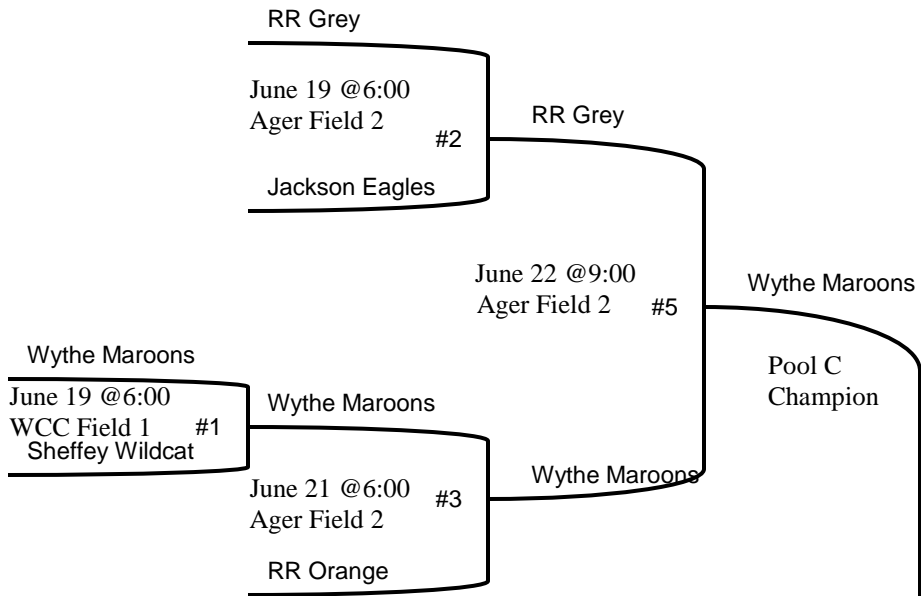 RR Grey
June 19 @6:00
Ager Field 2
#2
Jackson Eagles
RR Grey
June 22 @9:00
Ager Field 2
#5
Wythe Maroons
Pool C
Champion
Wythe Maroons
June 19 @6:00
WCC Field 1
#1
Sheffey Wildcat
Wythe Maroons
June 21 @6:00
Ager Field 2
#3
RR Orange
Wythe Maroons